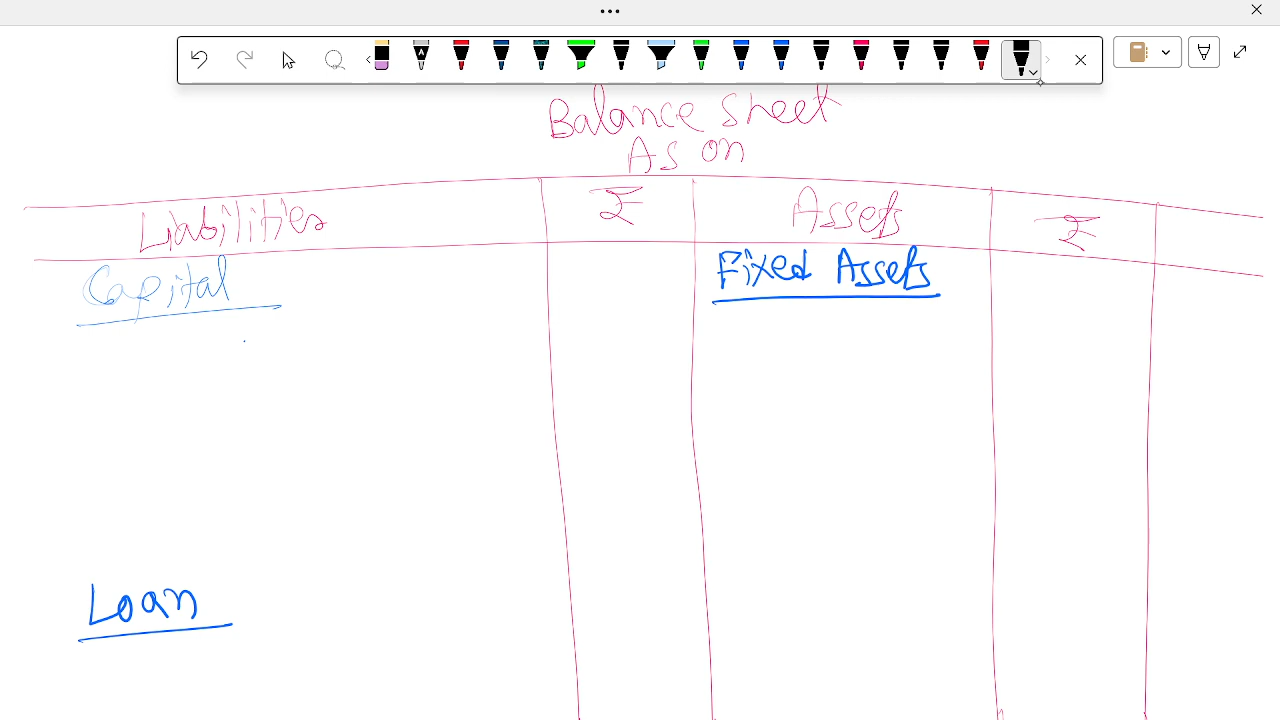 Balance sheet
As on
Liabilities ₹ Assets ₹
Capital Fixed Assets
Loan